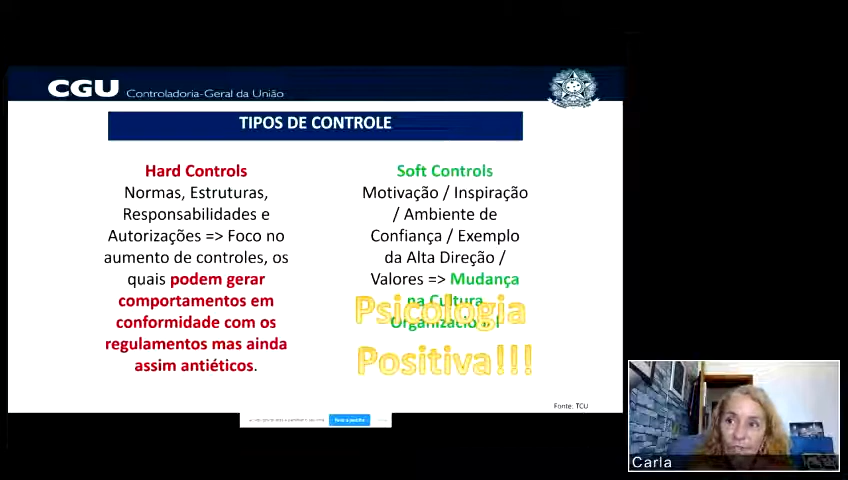 CGU Controladoria-Geral da União
TIPOS DE CONTROLE
Hard Controls
Normas, Estruturas,
Responsabilidades e
Autorizações => Foco no
aumento de controles, os
quais podem gerar
comportamentos em
conformidade com os
regulamentos mas ainda
assim antiéticos.
Soft Controls
Motivação / Inspiração
/ Ambiente de
Confiança / Exemplo
da Alta Direção /
Valores => Mudança
na Cultura
Organizacional
Psicologia
Positiva!!!
Fonte: TCU
Carla